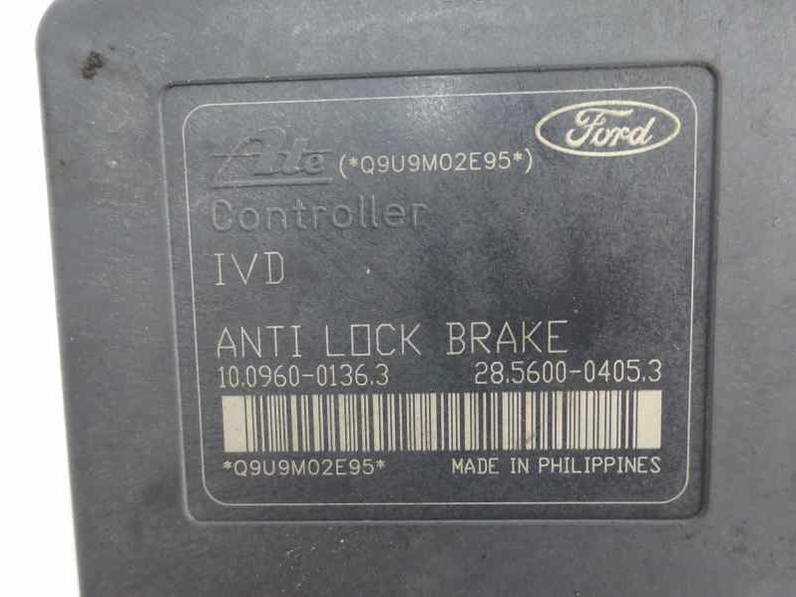 Ate (*Q9U9M02E95*) Ford
Controller
IVD
ANTI LOCK BRAKE
10.0960-0136.3 28.5600-0405.3
*Q9U9M02E95* MADE IN PHILIPPINES